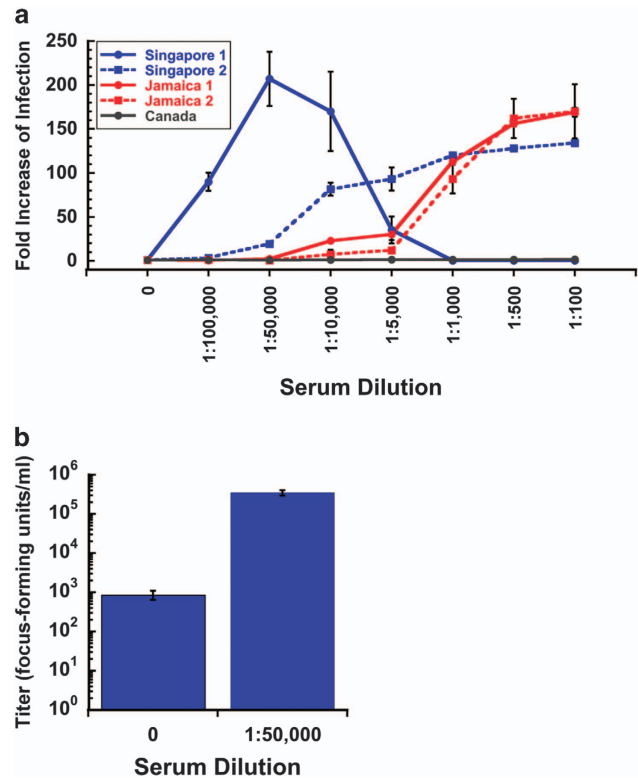 a
Fold Increase of Infection
250
200
150
100
50
0
Singapore 1
Singapore 2
Jamaica 1
Jamaica 2
Canada
0
1:100,000
1:50,000
1:10,000
1:5,000
1:1,000
1:500
1:100
Serum Dilution
b
Titer (focus-forming units/ml)
10⁶
10⁵
10⁴
10³
10²
10¹
10⁰
0
1:50,000
Serum Dilution